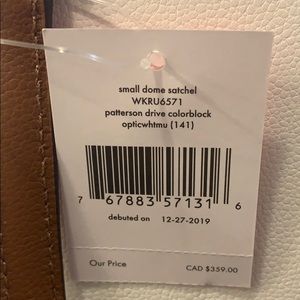 small dome satchel
WKRU6571
patterson drive colorblock
opticwhtmu (141)
7 67883 57131 6
debuted on 12-27-2019
Our Price CAD $359.00